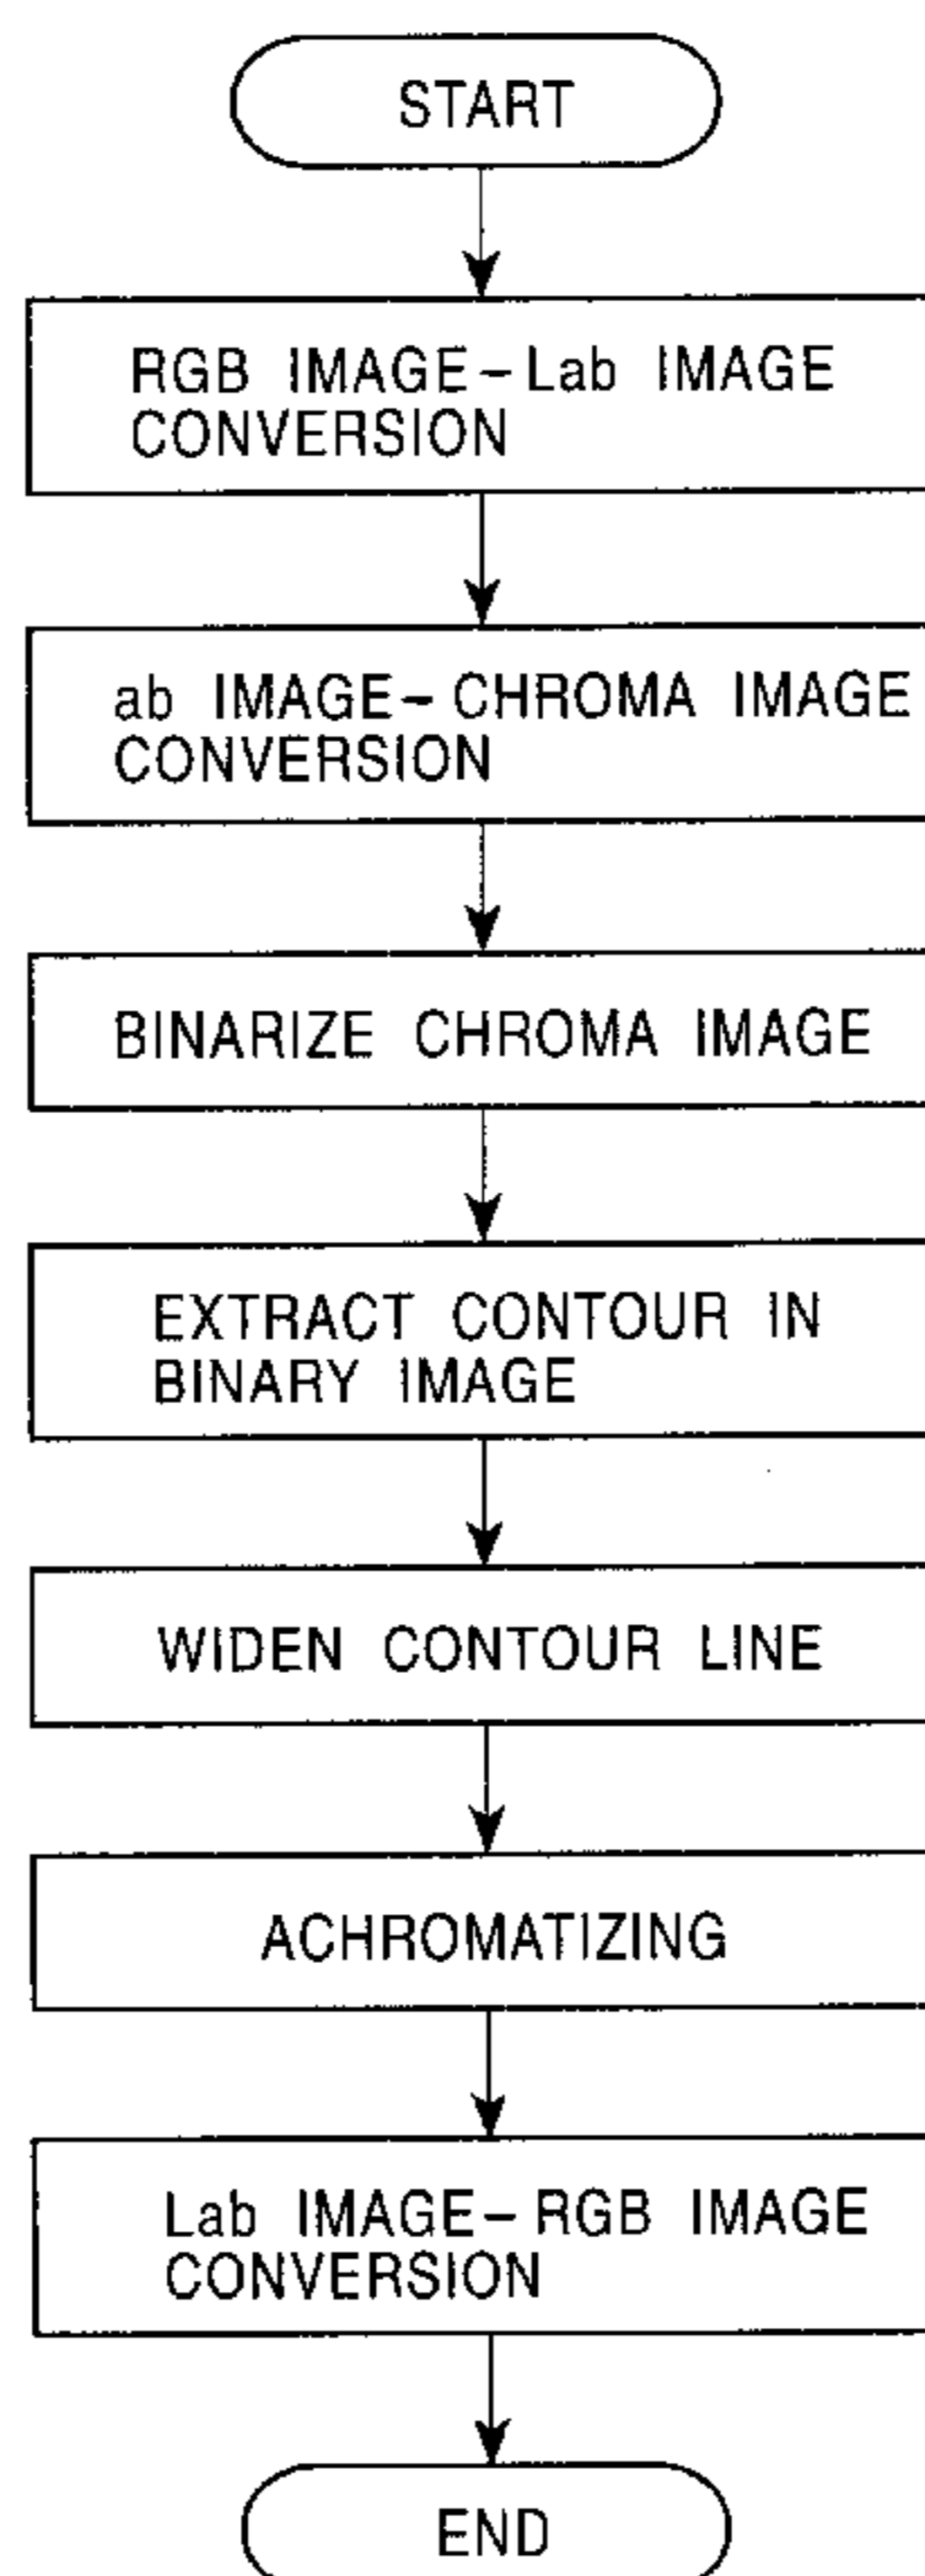 START
RGB IMAGE-Lab IMAGE
CONVERSION
ab IMAGE-CHROMA IMAGE
CONVERSION
BINARIZE CHROMA IMAGE
EXTRACT CONTOUR IN
BINARY IMAGE
WIDEN CONTOUR LINE
ACHROMATIZING
Lab IMAGE-RGB IMAGE
CONVERSION
END